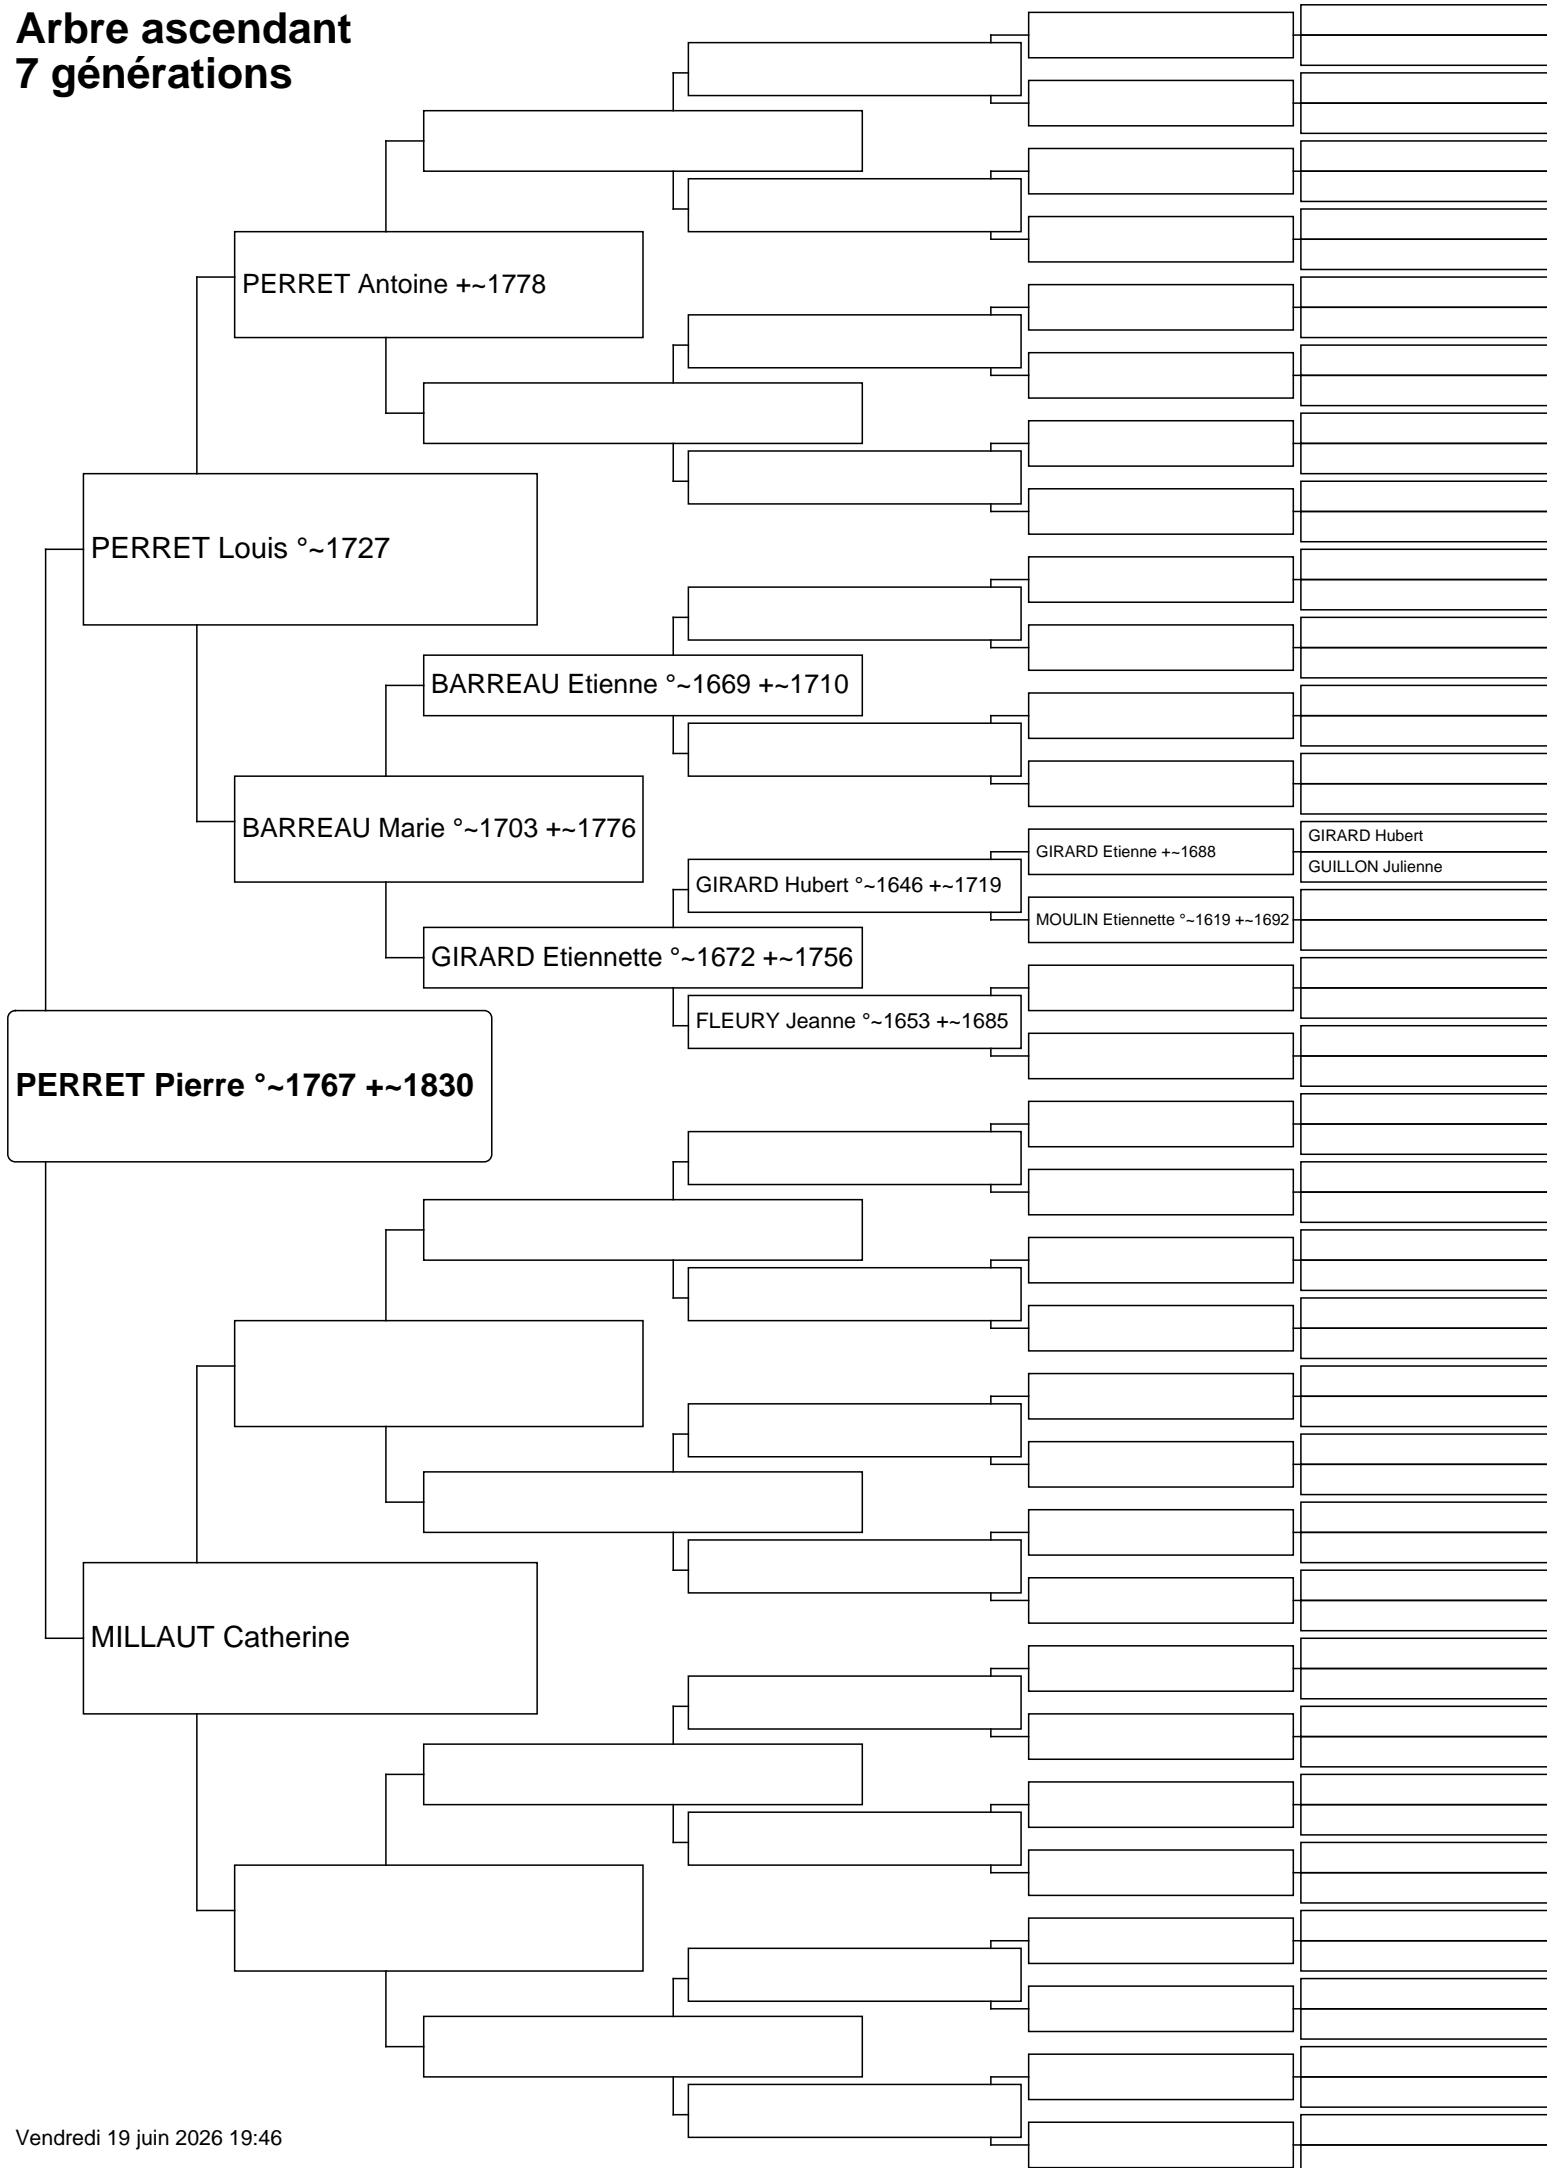 Arbre ascendant
7 générations
PERRET Antoine +~1778
PERRET Louis °~1727
BARREAU Etienne °~1669 +~1710
BARREAU Marie °~1703 +~1776
GIRARD Hubert
GIRARD Etienne +~1688
GUILLON Julienne
GIRARD Hubert °~1646 +~1719
MOULIN Etiennette °~1619 +~1692
GIRARD Etiennette °~1672 +~1756
FLEURY Jeanne °~1653 +~1685
PERRET Pierre °~1767 +~1830
MILLAUT Catherine
Vendredi 19 juin 2026 19:46